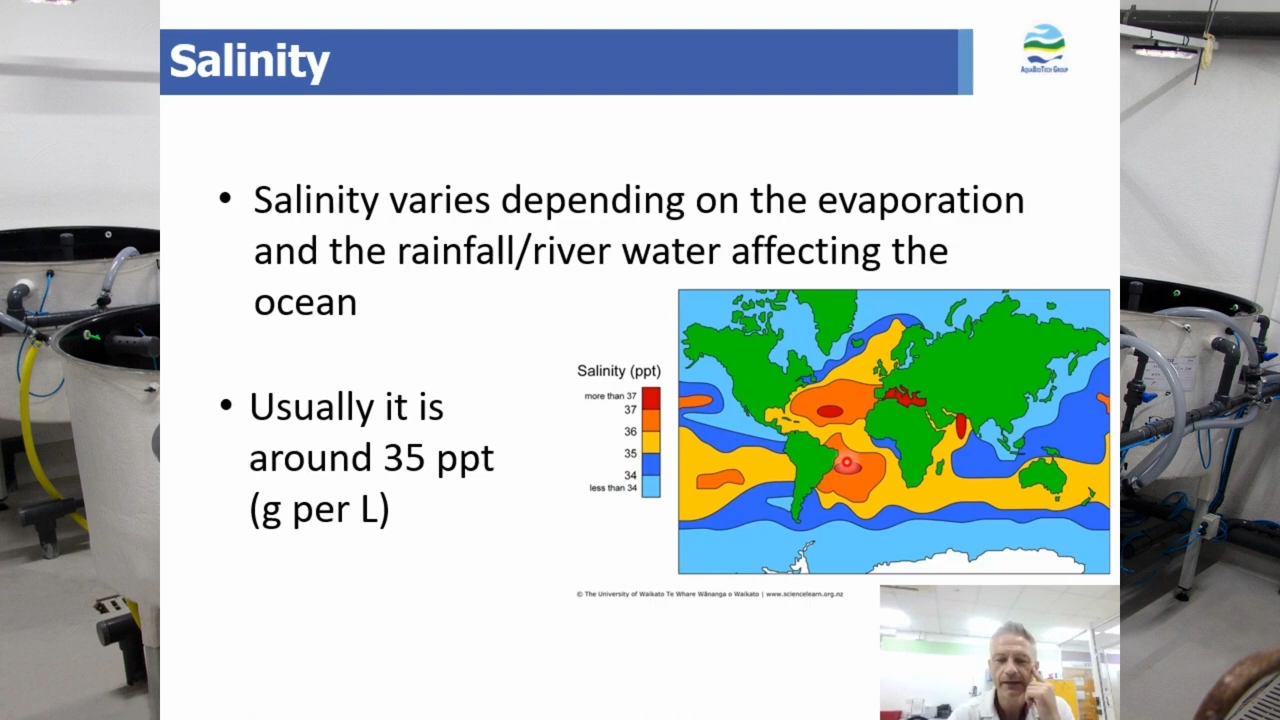 Salinity
AQUABIOTECH GROUP
• Salinity varies depending on the evaporation
and the rainfall/river water affecting the
ocean
• Usually it is
around 35 ppt
(g per L)
Salinity (ppt)
more than 37
37
36
35
34
less than 34
© The University of Waikato Te Whare Wānanga o Waikato | www.sciencelearn.org.nz